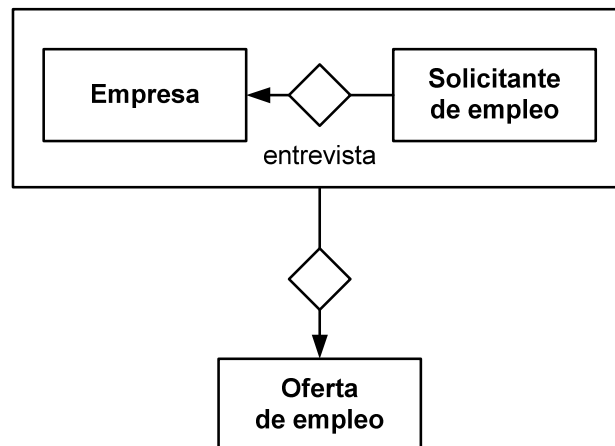 Empresa
Solicitante
de empleo
entrevista
Oferta
de empleo